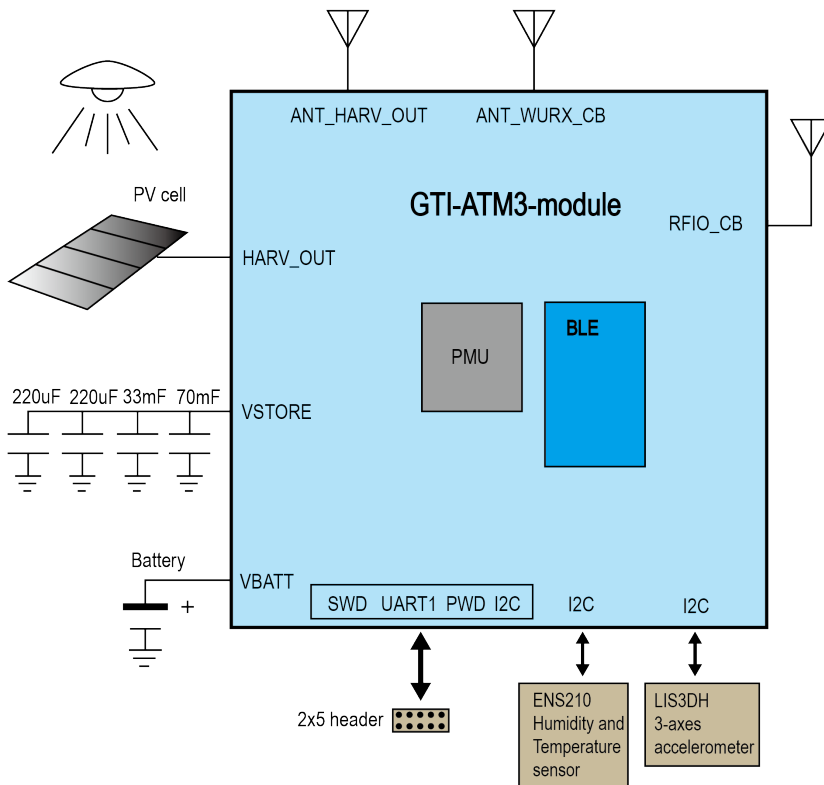 ANT_HARV_OUT
ANT_WURX_CB
PV cell
GTI-ATM3-module
RFIO_CB
HARV_OUT
BLE
PMU
220uF 220uF 33mF 70mF
VSTORE
Battery
VBATT
+
SWD UART1 PWD I2C
I2C
I2C
2x5 header
ENS210
Humidity and
Temperature
sensor
LIS3DH
3-axes
accelerometer